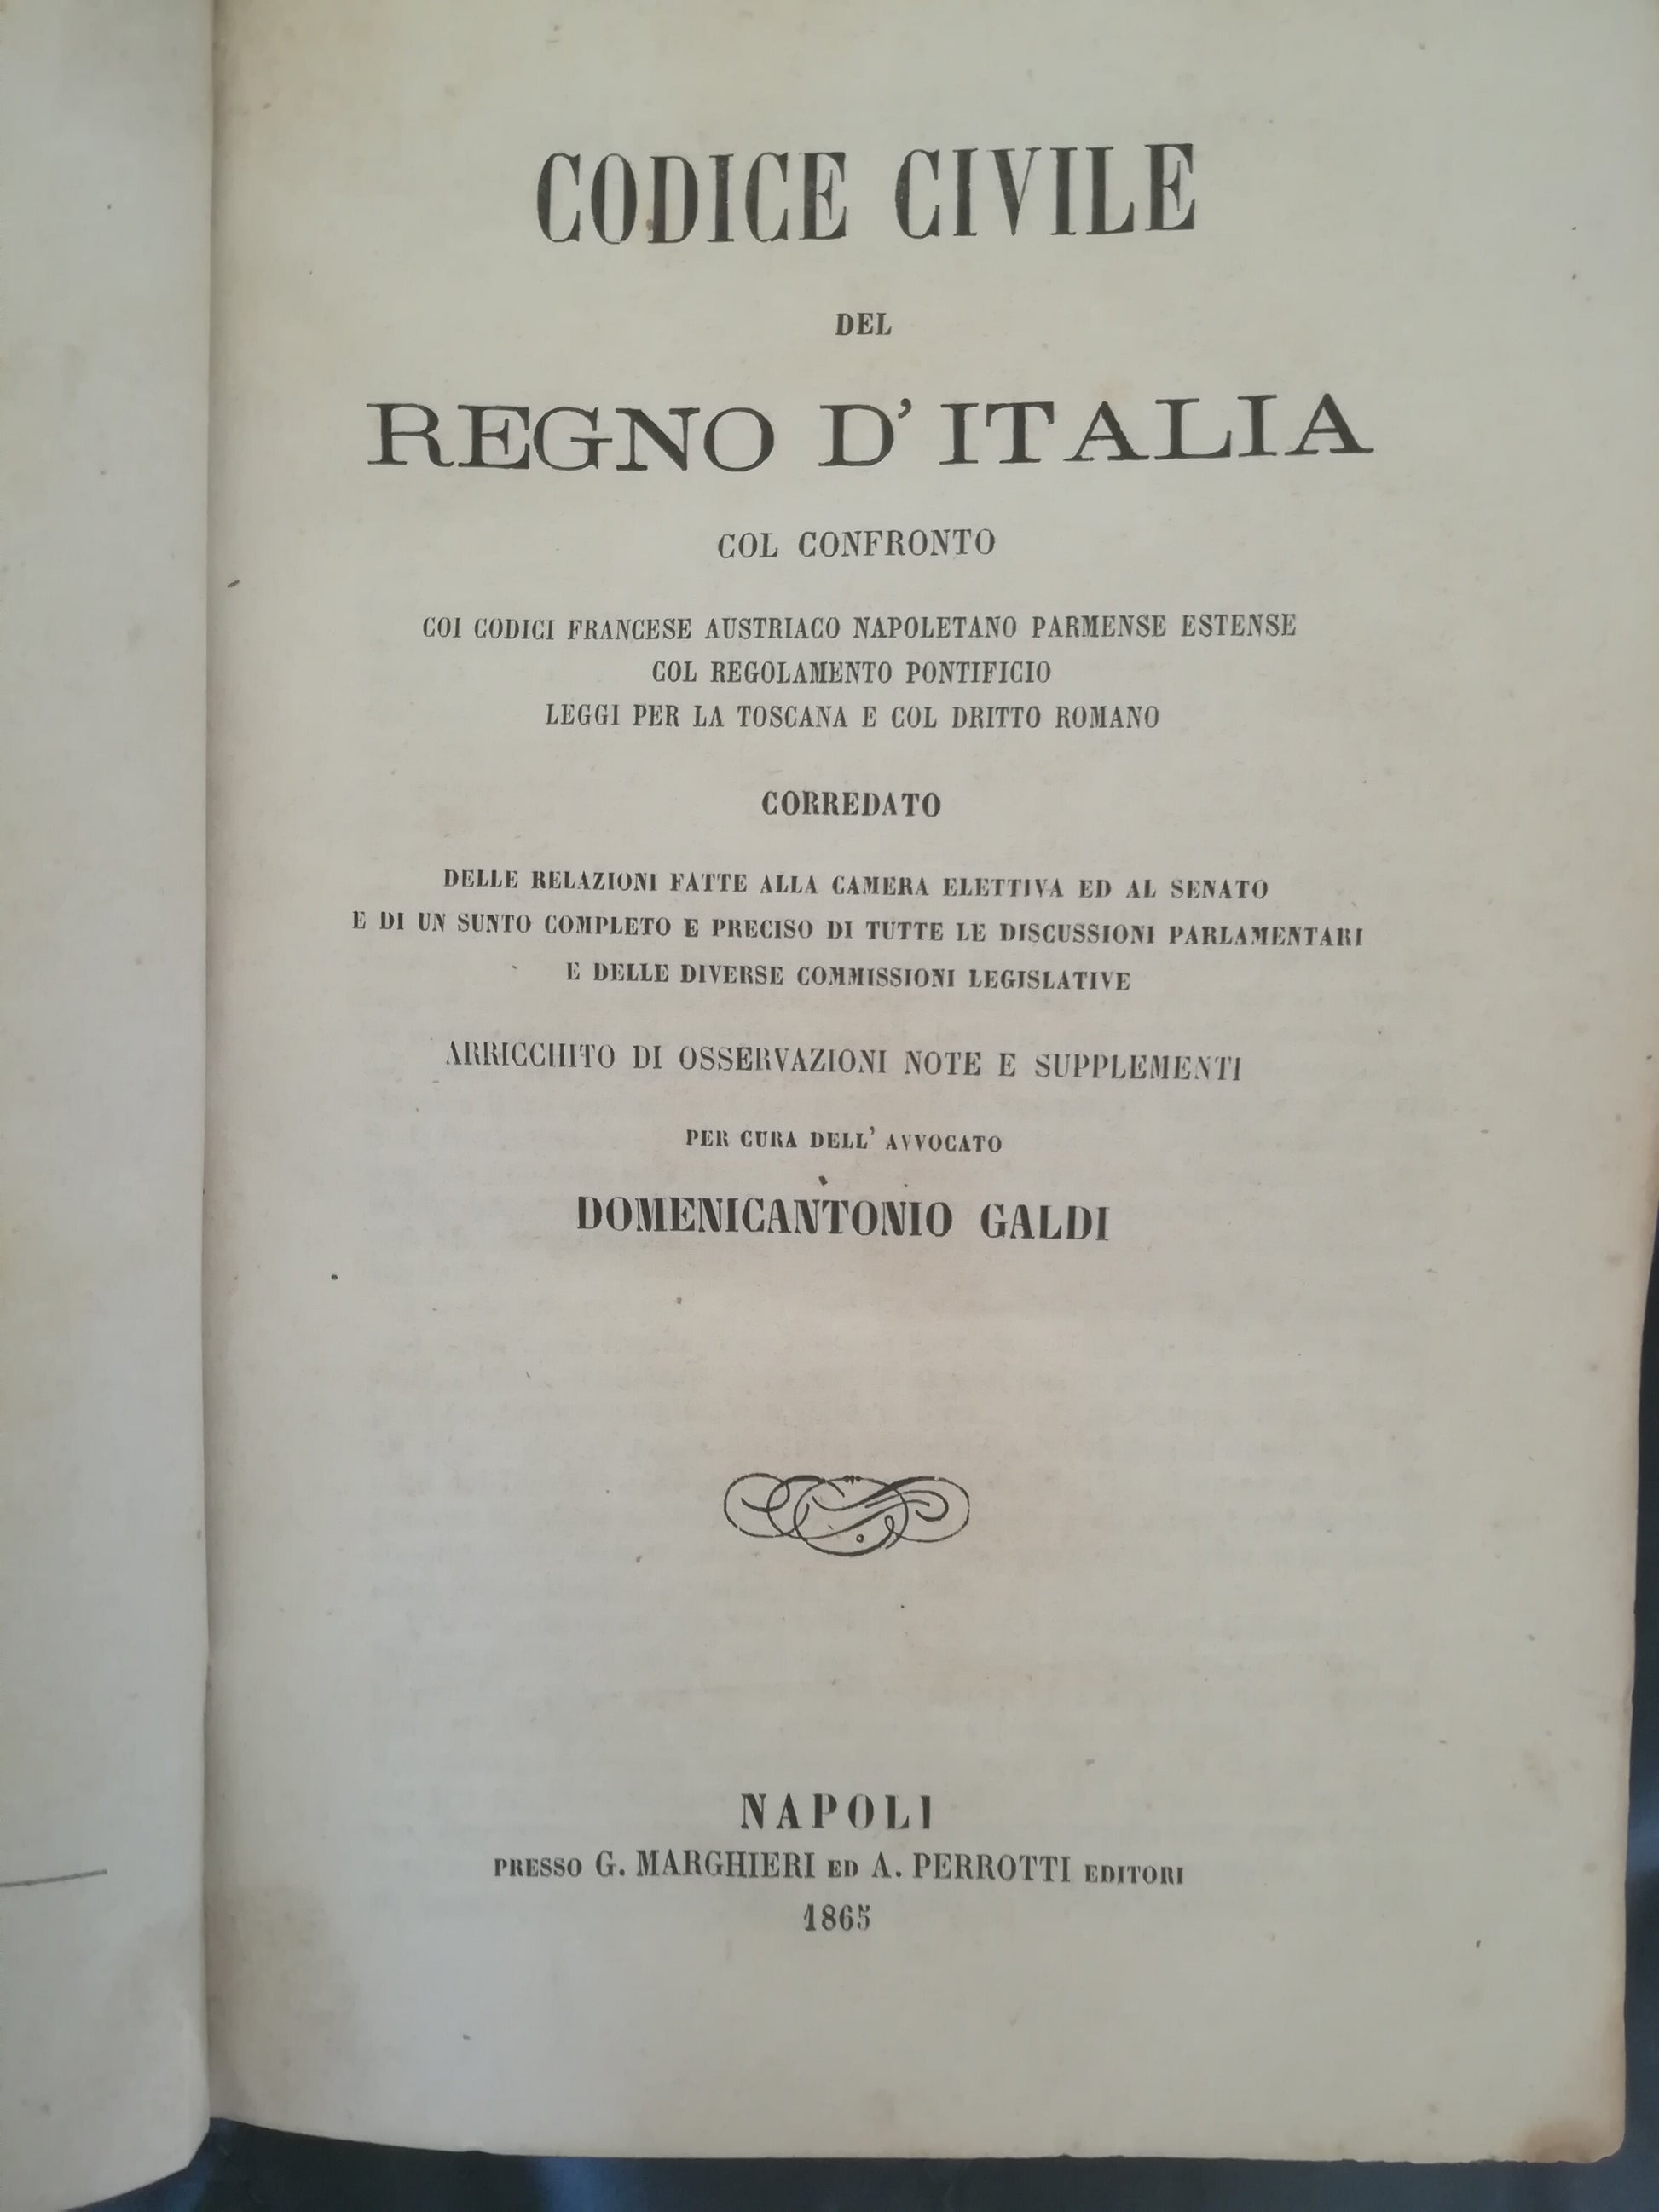 CODICE CIVILE
DEL
REGNO D'ITALIA
COL CONFRONTO
COI CODICI FRANCESE AUSTRIACO NAPOLETANO PARMENSE ESTENSE
COL REGOLAMENTO PONTIFICIO
LEGGI PER LA TOSCANA E COL DRITTO ROMANO
CORREDATO
DELLE RELAZIONI FATTE ALLA CAMERA ELETTIVA ED AL SENATO
E DI UN SUNTO COMPLETO E PRECISO DI TUTTE LE DISCUSSIONI PARLAMENTARI
E DELLE DIVERSE COMMISSIONI LEGISLATIVE
ARRICCHITO DI OSSERVAZIONI NOTE E SUPPLEMENTI
PER CURA DELL' AVVOCATO
DOMENICANTONIO GALDI
NAPOLI
PRESSO G. MARGHIERI ED A. PERROTTI EDITORI
1865